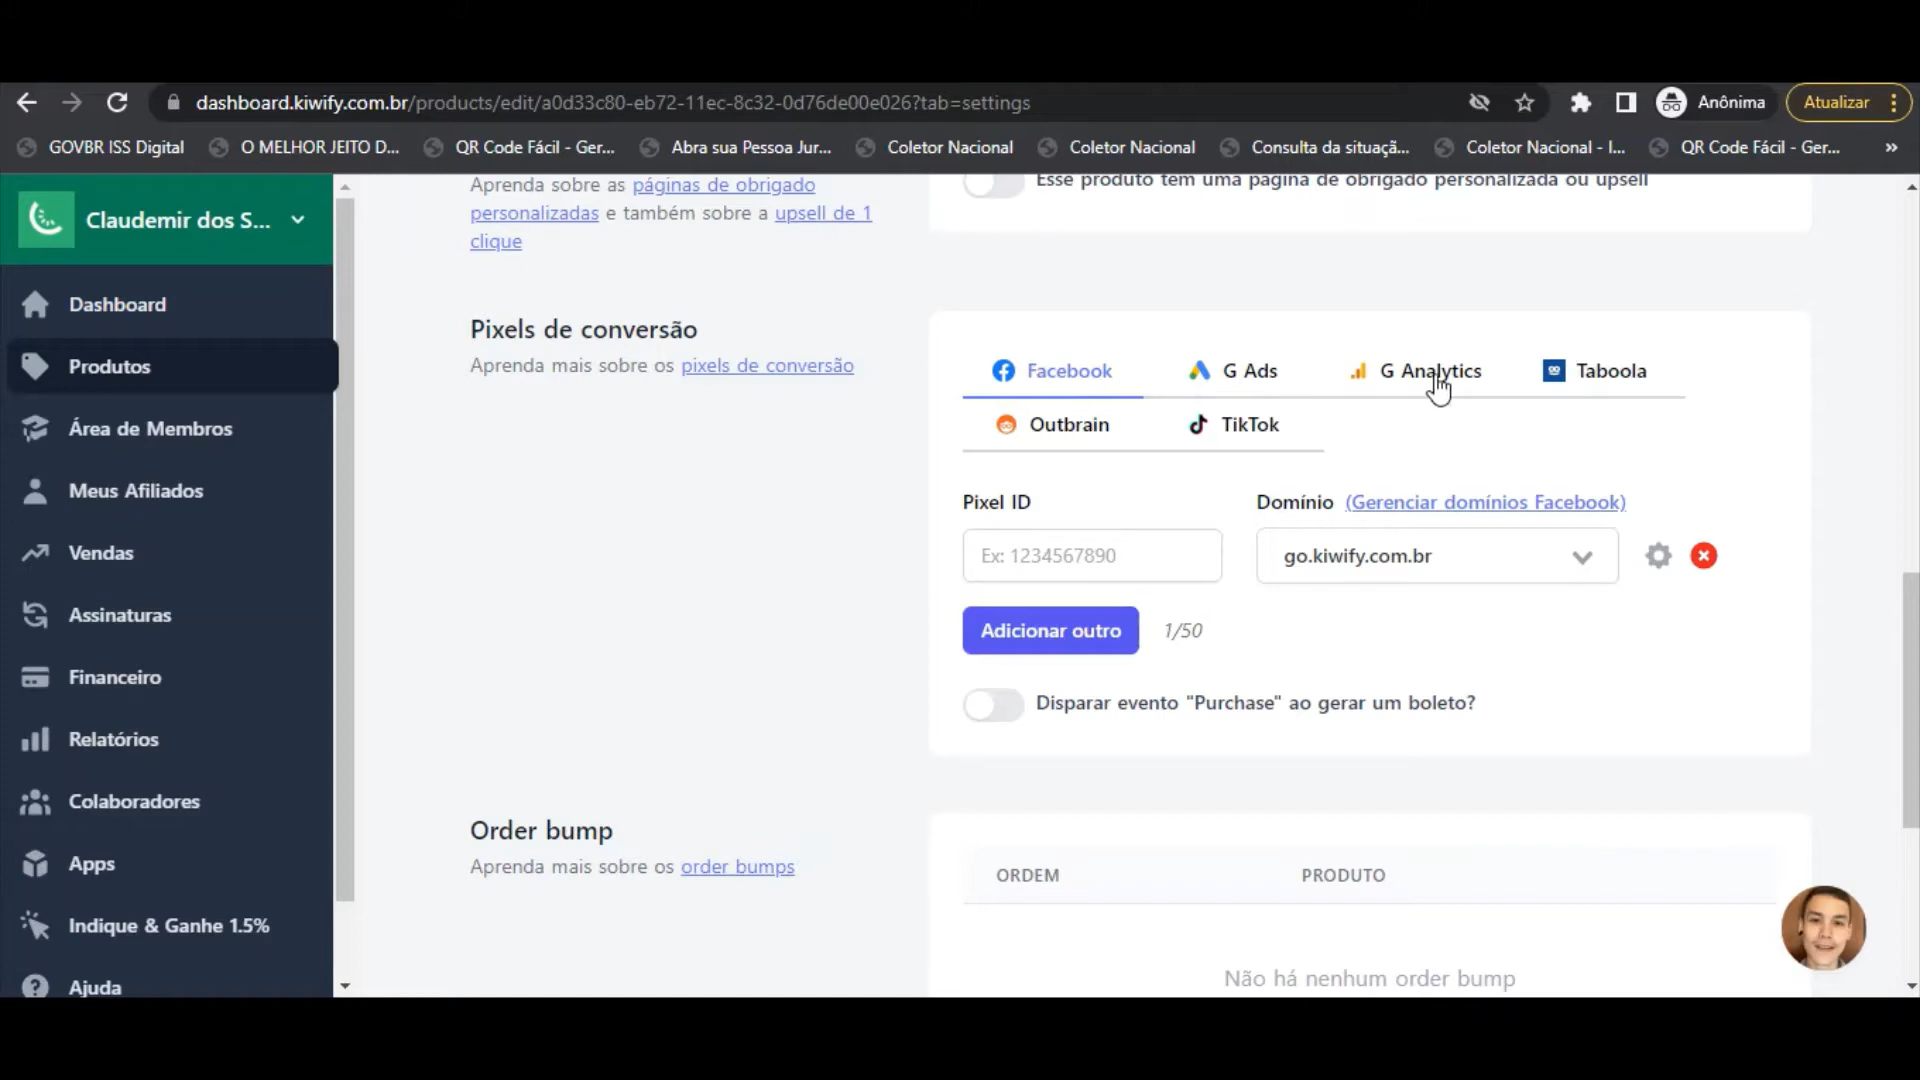 dashboard.kiwify.com.br/products/edit/a0d33c80-eb72-11ec-8c32-0d76de00e026?tab=settings
Anônima
Atualizar
GOVBR ISS Digital
O MELHOR JEITO D...
QR Code Fácil - Ger...
Abra sua Pessoa Jur...
Coletor Nacional
Coletor Nacional
Consulta da situaçã...
Coletor Nacional - I...
QR Code Fácil - Ger...
»
Claudemir dos S...
Dashboard
Produtos
Área de Membros
Meus Afiliados
Vendas
Assinaturas
Financeiro
Relatórios
Colaboradores
Apps
Indique & Ganhe 1.5%
Ajuda
Aprenda sobre as páginas de obrigado
personalizadas e também sobre a upsell de 1
clique
Esse produto tem uma página de obrigado personalizada ou upsell
Pixels de conversão
Aprenda mais sobre os pixels de conversão
Facebook
G Ads
G Analytics
Taboola
Outbrain
TikTok
Pixel ID
Domínio (Gerenciar domínios Facebook)
Ex: 1234567890
go.kiwify.com.br
Adicionar outro
1/50
Disparar evento "Purchase" ao gerar um boleto?
Order bump
Aprenda mais sobre os order bumps
ORDEM
PRODUTO
Não há nenhum order bump